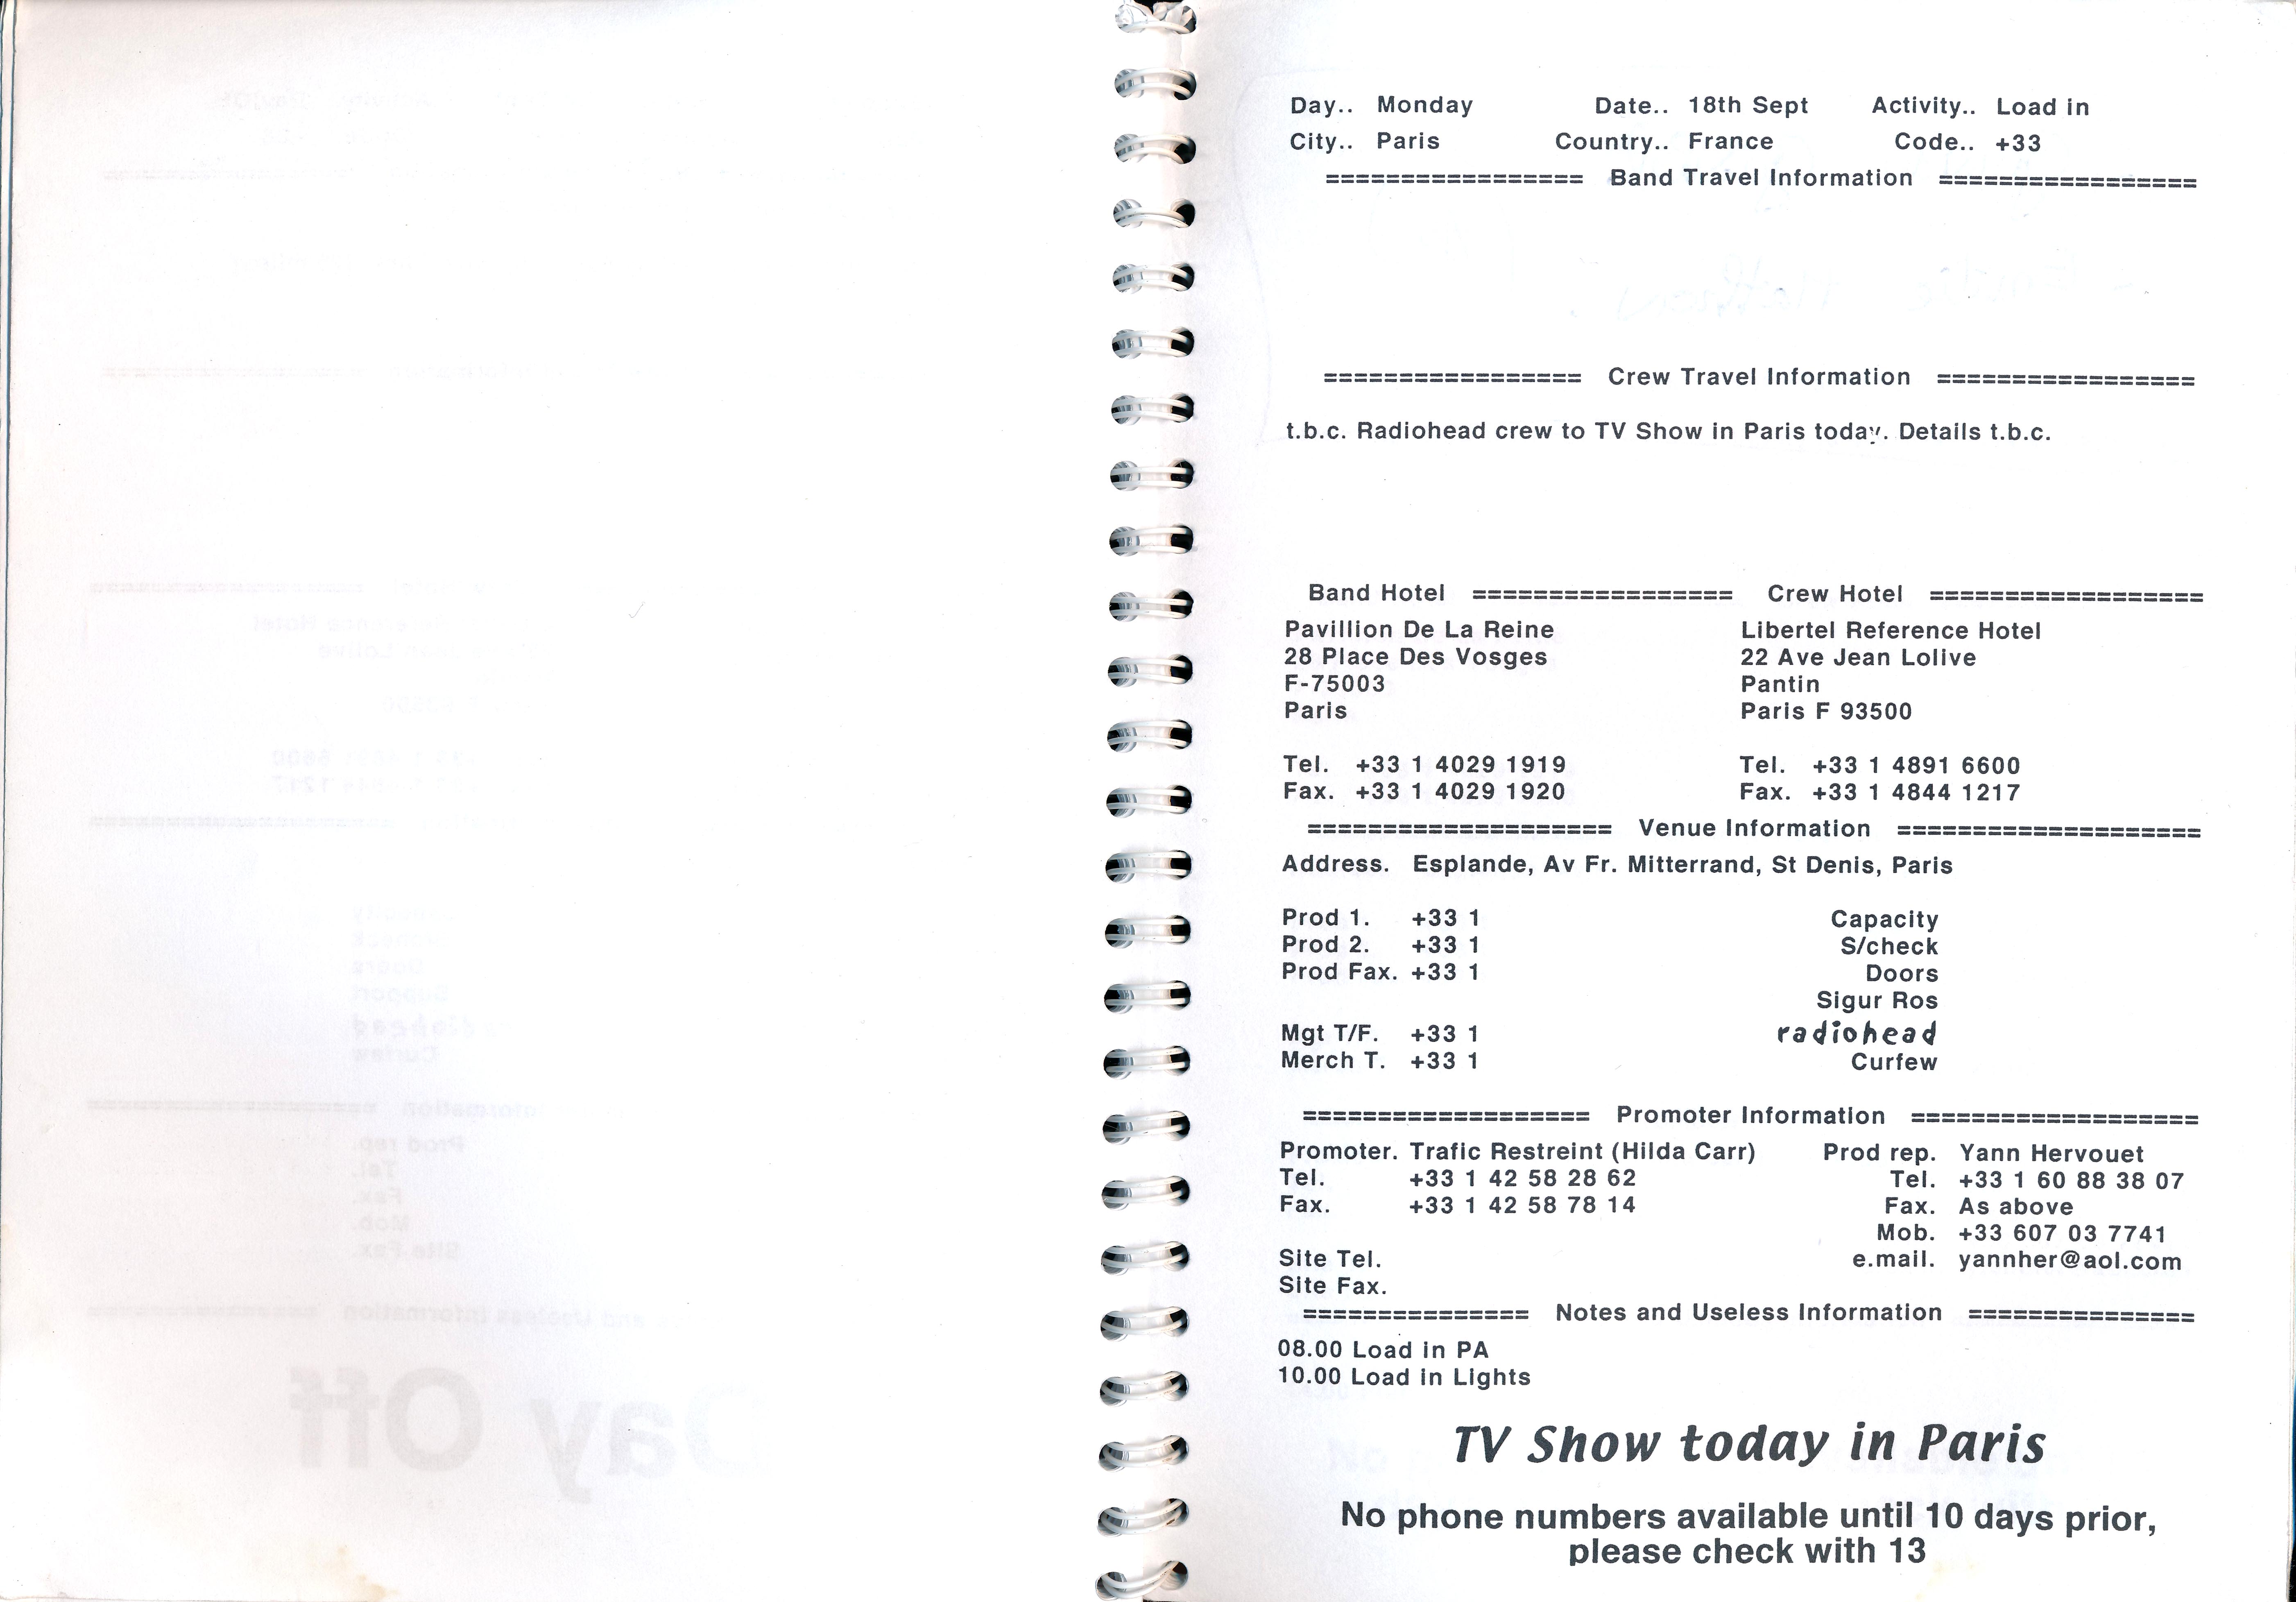 Day.. Monday Date.. 18th Sept Activity.. Load in
City.. Paris Country.. France Code.. +33
================= Band Travel Information =================
================= Crew Travel Information =================
t.b.c. Radiohead crew to TV Show in Paris today. Details t.b.c.
Band Hotel ================= Crew Hotel ==================
Pavillion De La Reine Libertel Reference Hotel
28 Place Des Vosges 22 Ave Jean Lolive
F-75003 Pantin
Paris Paris F 93500
Tel. +33 1 4029 1919 Tel. +33 1 4891 6600
Fax. +33 1 4029 1920 Fax. +33 1 4844 1217
==================== Venue Information ====================
Address. Esplande, Av Fr. Mitterrand, St Denis, Paris
Prod 1. +33 1 Capacity
Prod 2. +33 1 S/check
Prod Fax. +33 1 Doors
Sigur Ros
Mgt T/F. +33 1 radiohead
Merch T. +33 1 Curfew
=================== Promoter Information ===================
Promoter. Trafic Restreint (Hilda Carr) Prod rep. Yann Hervouet
Tel. +33 1 42 58 28 62 Tel. +33 1 60 88 38 07
Fax. +33 1 42 58 78 14 Fax. As above
Mob. +33 607 03 7741
Site Tel. e.mail. yannher@aol.com
Site Fax.
=============== Notes and Useless Information ===============
08.00 Load in PA
10.00 Load in Lights
TV Show today in Paris
No phone numbers available until 10 days prior,
please check with 13